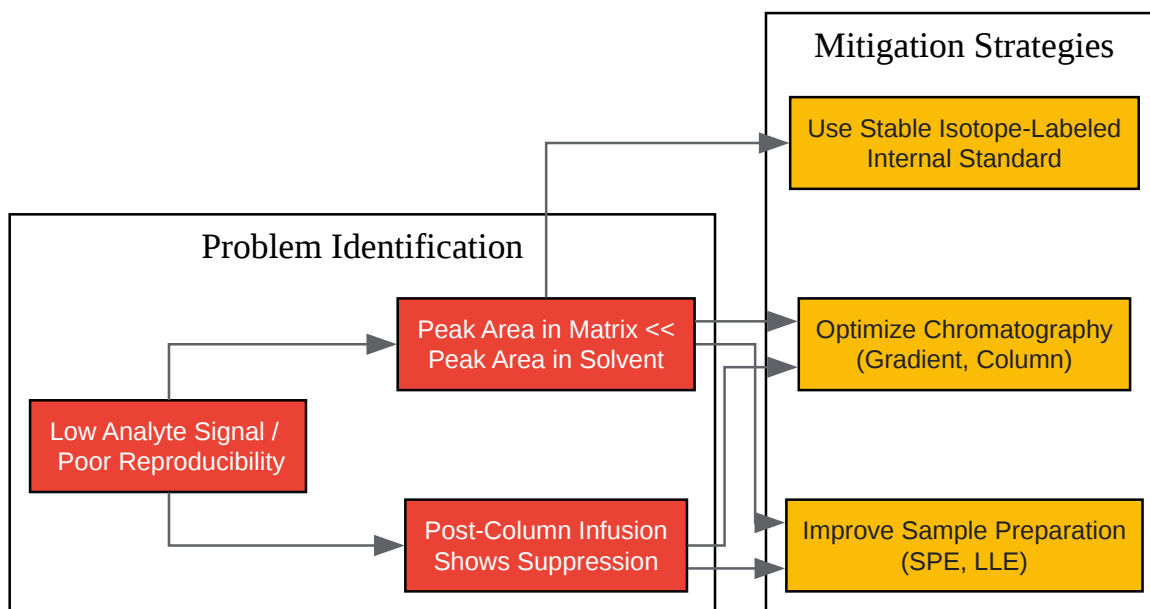 Mitigation Strategies
Use Stable Isotope-Labeled
Internal Standard
Problem Identification
Peak Area in Matrix <<
Peak Area in Solvent
Optimize Chromatography
(Gradient, Column)
Low Analyte Signal /
Poor Reproducibility
Post-Column Infusion
Shows Suppression
Improve Sample Preparation
(SPE, LLE)